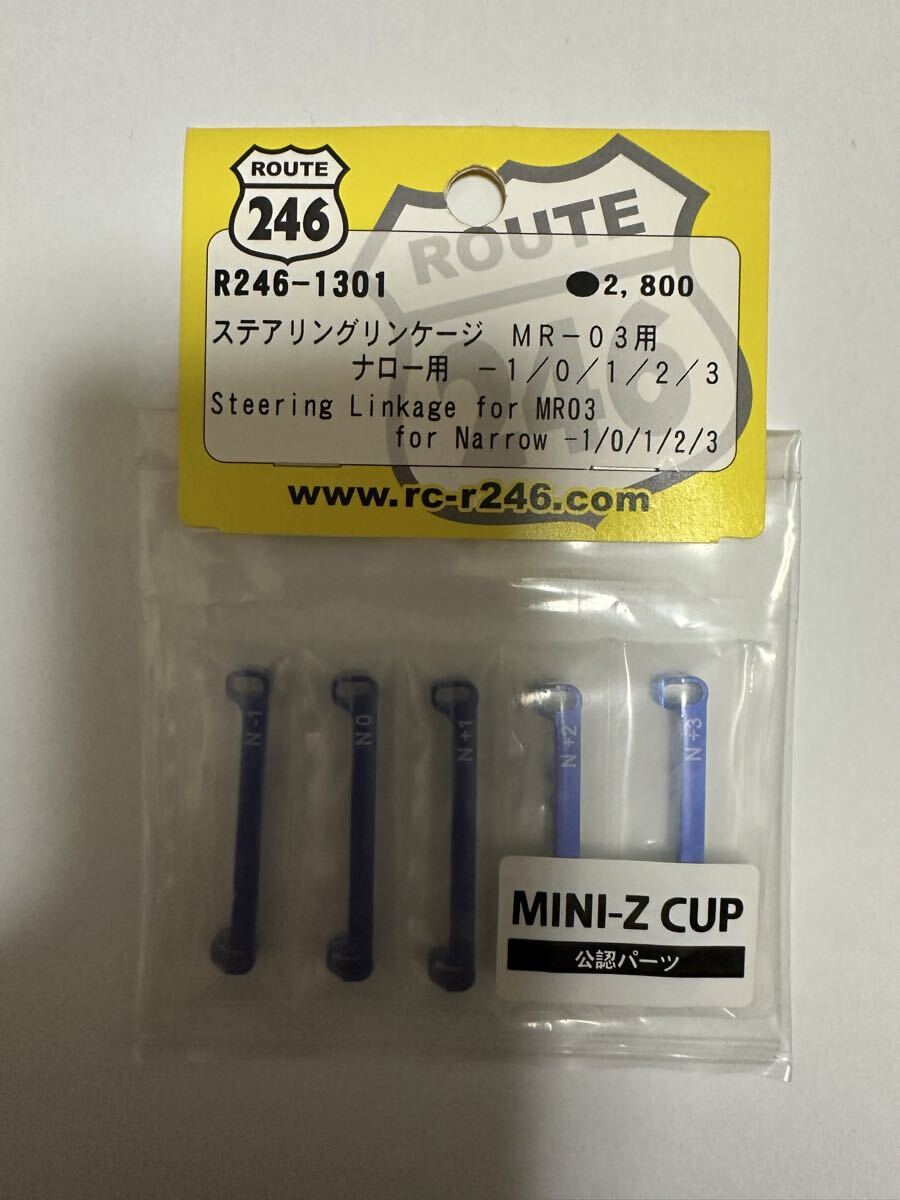 ROUTE
246
ROUTE
246
R246-1301 ●2,800
ステアリングリンケージ ＭＲ－０３用
ナロー用 －１／０／１／２／３
Steering Linkage for MR03
for Narrow -1/0/1/2/3
www.rc-r246.com
N -1
N 0
N +1
N +2
N +3
MINI-Z CUP
公認パーツ